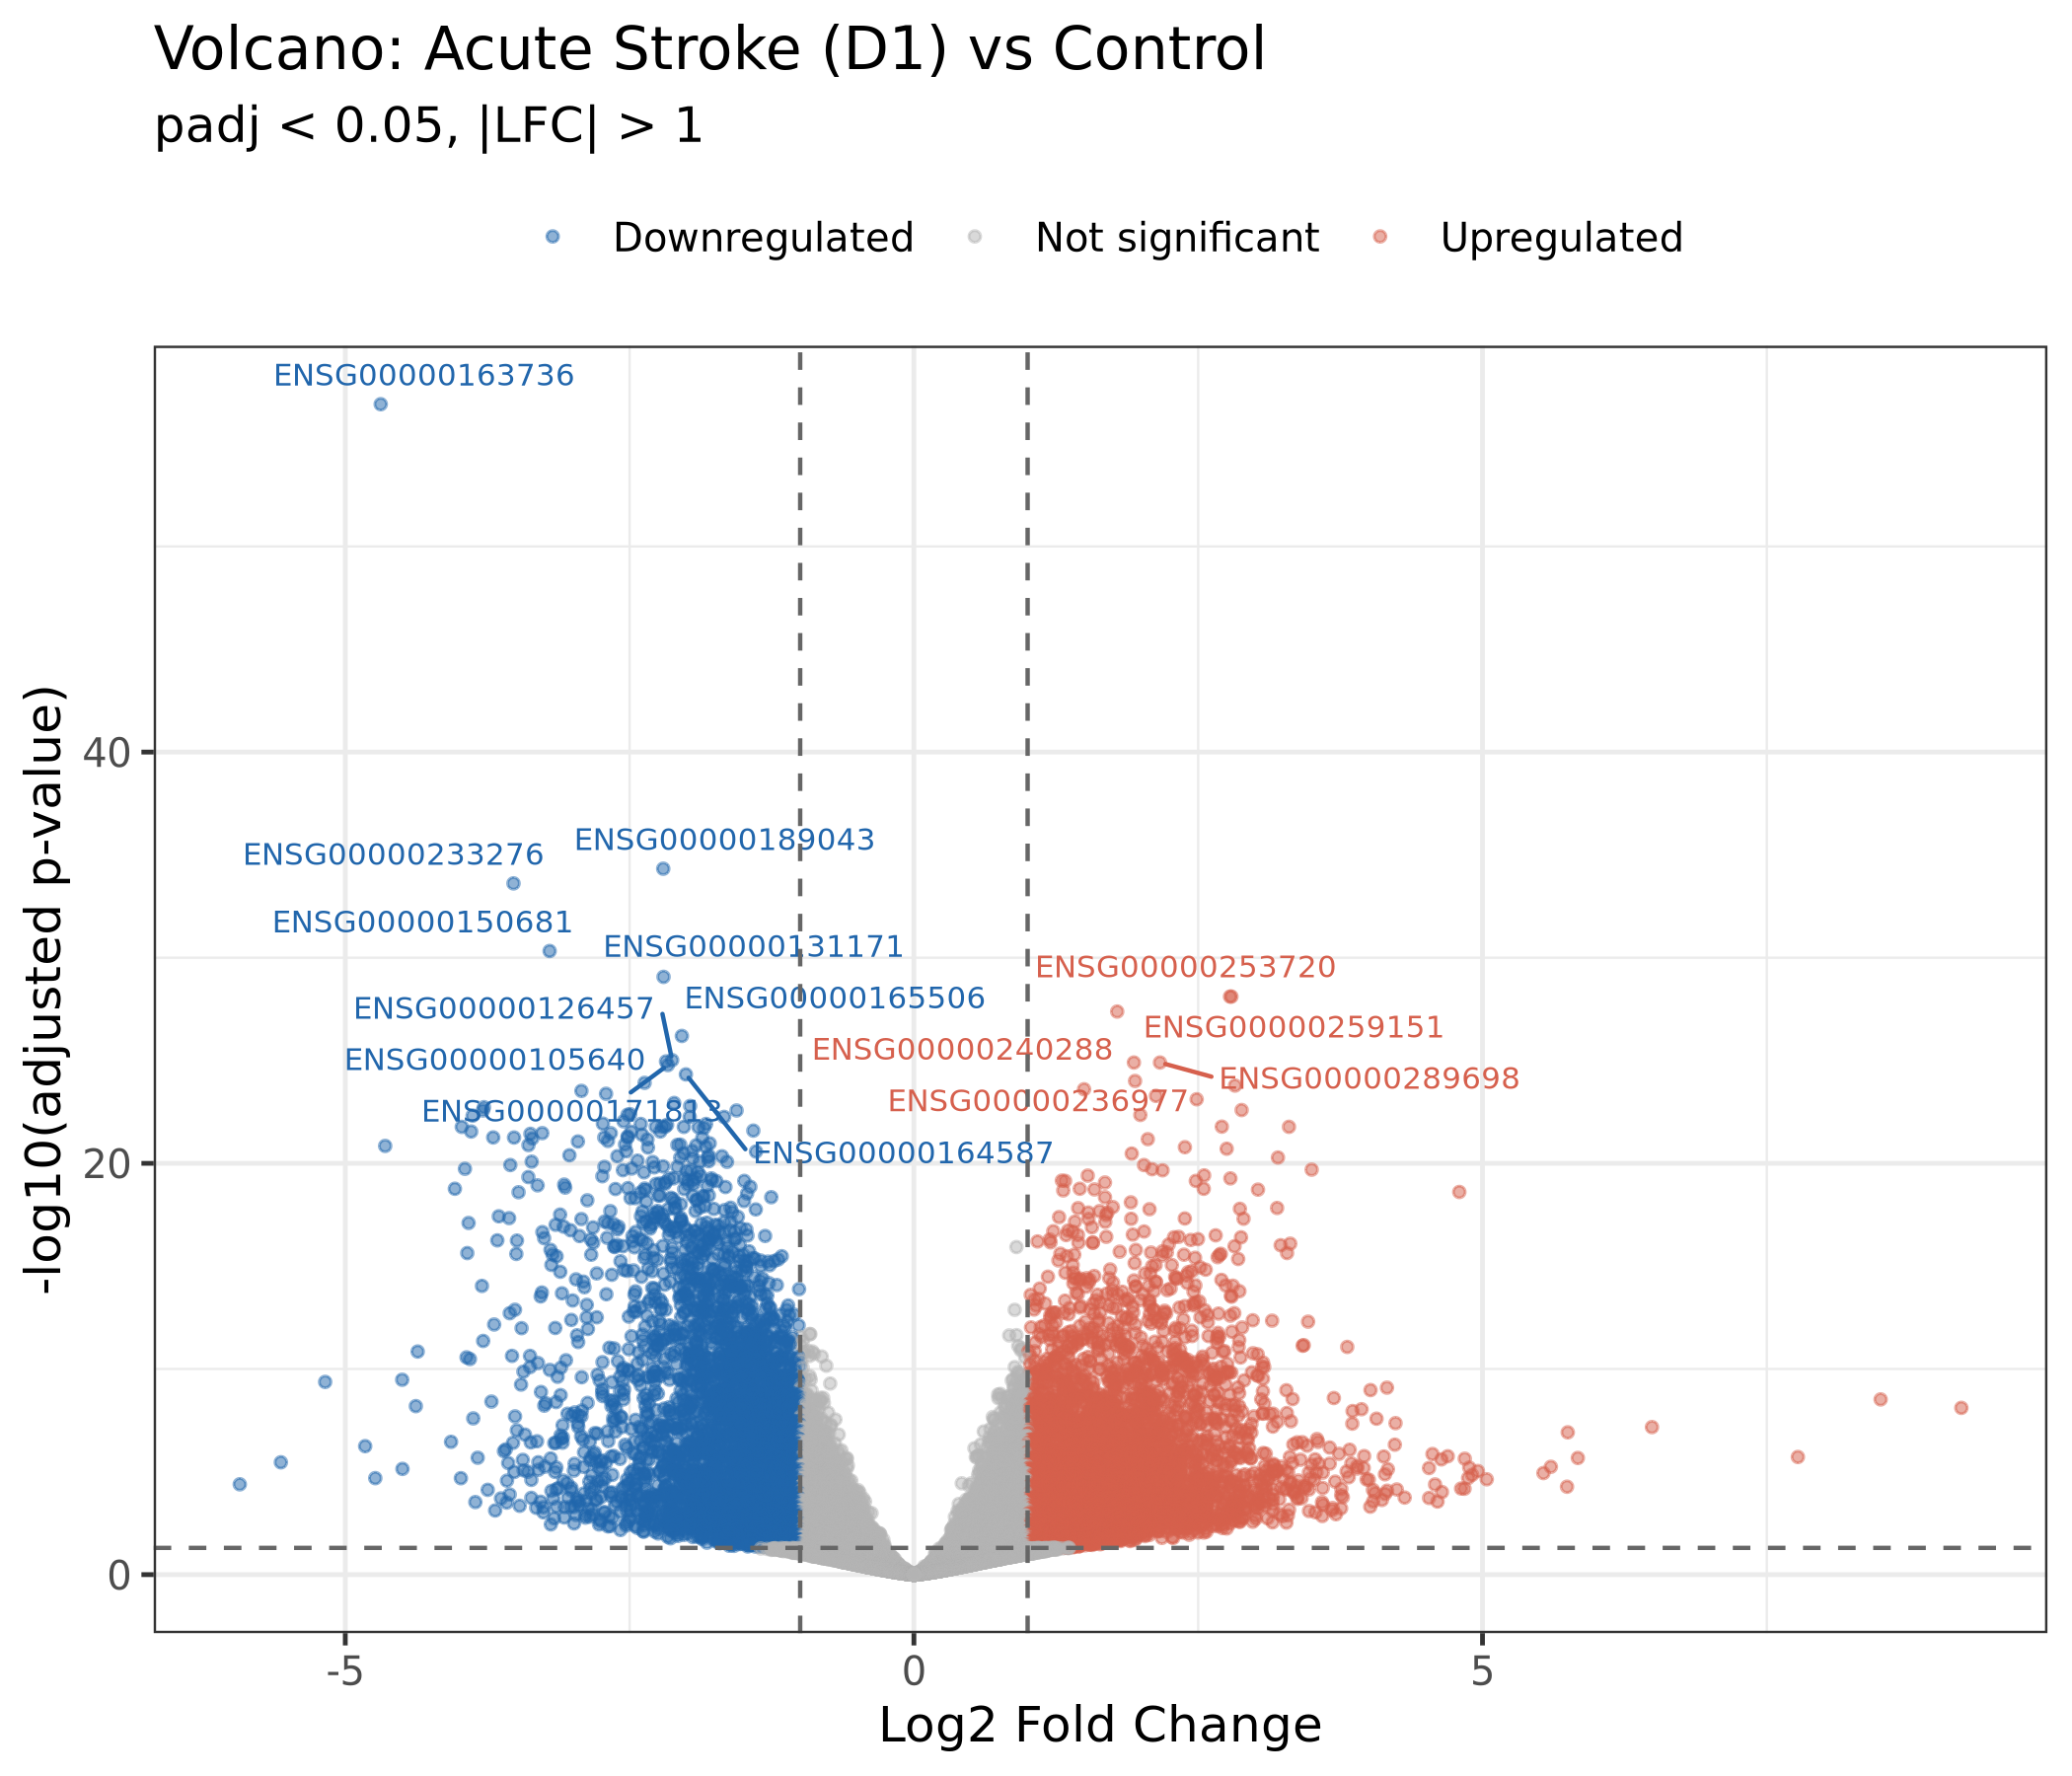 Volcano: Acute Stroke (D1) vs Control
padj < 0.05, |LFC| > 1
Downregulated
Not significant
Upregulated
ENSG00000163736
ENSG00000189043
ENSG00000233276
ENSG00000150681
ENSG00000131171
ENSG00000253720
ENSG00000165506
ENSG00000126457
ENSG00000259151
ENSG00000240288
ENSG00000105640
ENSG00000289698
ENSG00000236977
ENSG00000171813
ENSG00000164587
-log10(adjusted p-value)
40
20
0
-5
0
5
Log2 Fold Change